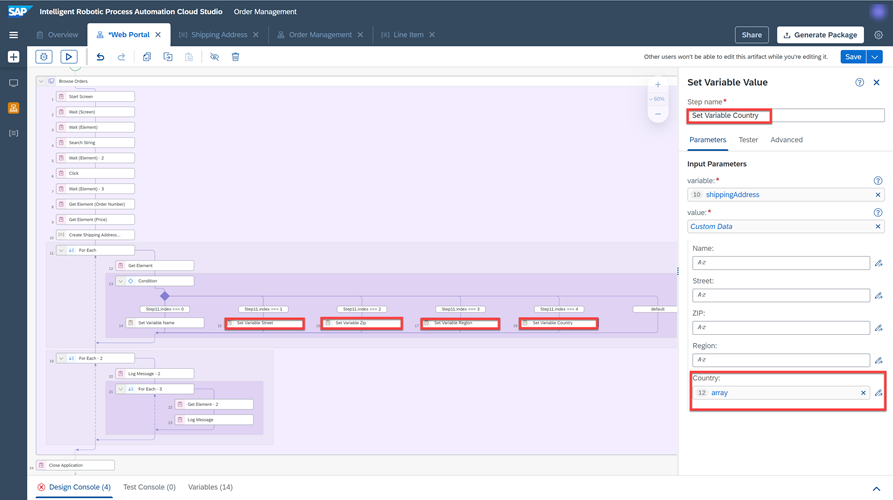 SAP Intelligent Robotic Process Automation Cloud Studio Order Management
Overview *Web Portal Shipping Address Order Management Line Item Share Generate Package
Other users won't be able to edit this artifact while you're editing it. Save
Browse Orders
1 Start Screen
2 Wait (Screen)
3 Wait (Element)
4 Search String
5 Wait (Element) - 2
6 Click
7 Wait (Element) - 3
8 Get Element (Order Number)
9 Get Element (Price)
10 Create Shipping Address...
11 For Each
12 Get Element
13 Condition
Step11.index === 0 Step11.index === 1 Step11.index === 2 Step11.index === 3 Step11.index === 4 default
14 Set Variable Name 15 Set Variable Street 16 Set Variable Zip 17 Set Variable Region 18 Set Variable Country
19 For Each - 2
20 Log Message - 2
21 For Each - 3
22 Get Element - 2
23 Log Message
24 Close Application
60%
Set Variable Value
Step name*
Set Variable Country
Parameters Tester Advanced
Input Parameters
variable:*
10 shippingAddress
value:*
Custom Data
Name:
A-z
Street:
A-z
ZIP:
A-z
Region:
A-z
Country:
12 array
Design Console (4) Test Console (0) Variables (14)